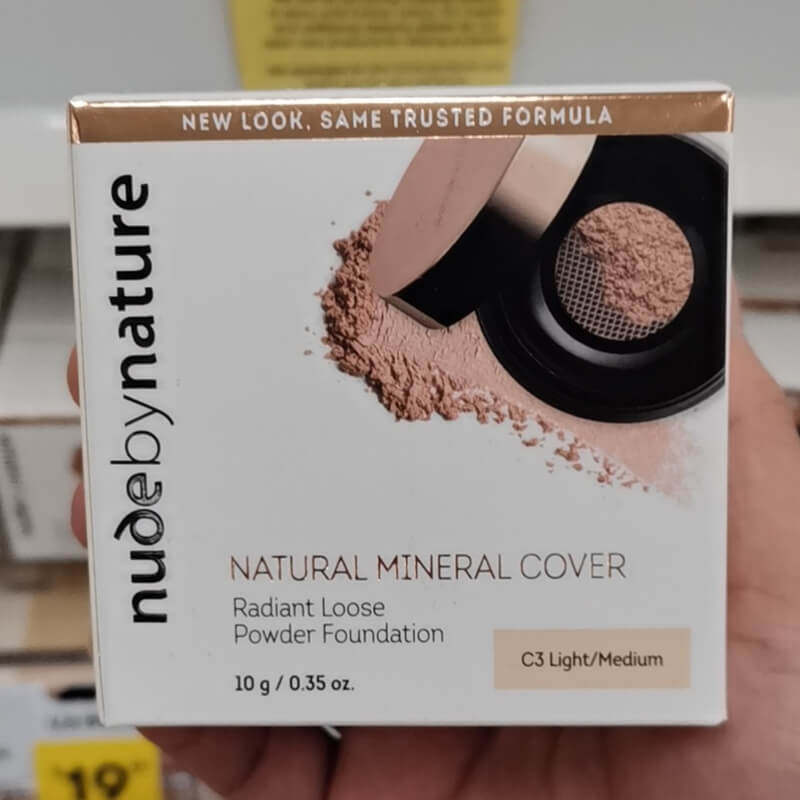 NEW LOOK, SAME TRUSTED FORMULA
nudebynature
NATURAL MINERAL COVER
Radiant Loose
Powder Foundation
C3 Light/Medium
10 g / 0.35 oz.
19